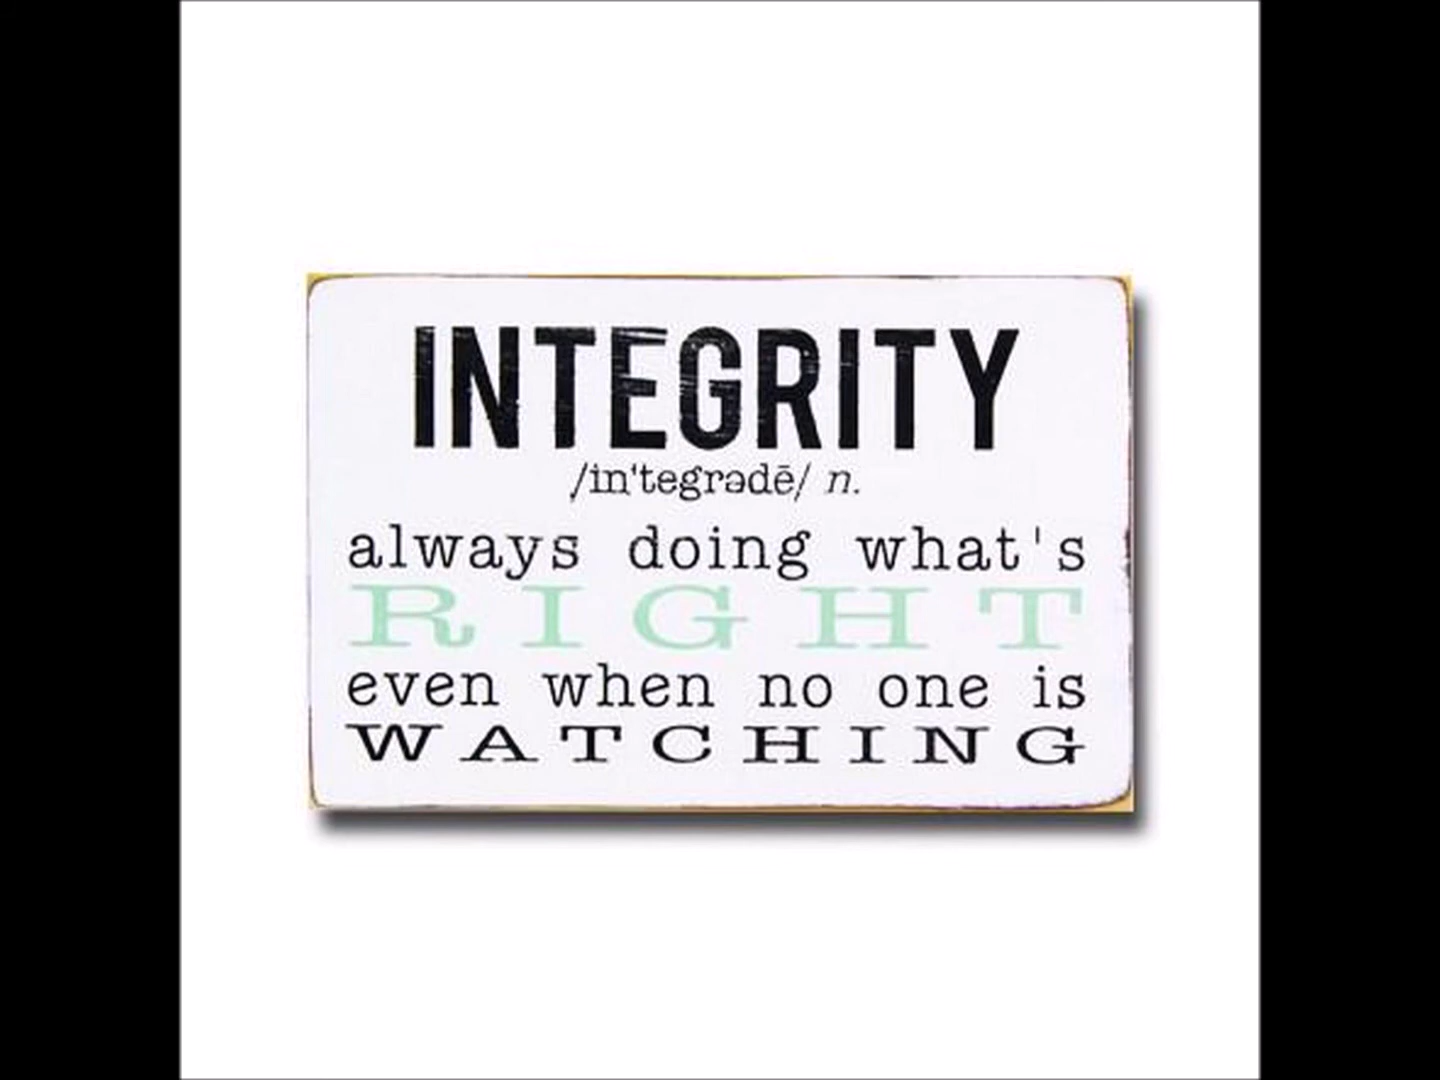 INTEGRITY
/in'tegrədē/ n.
always doing what's
RIGHT
even when no one is
WATCHING